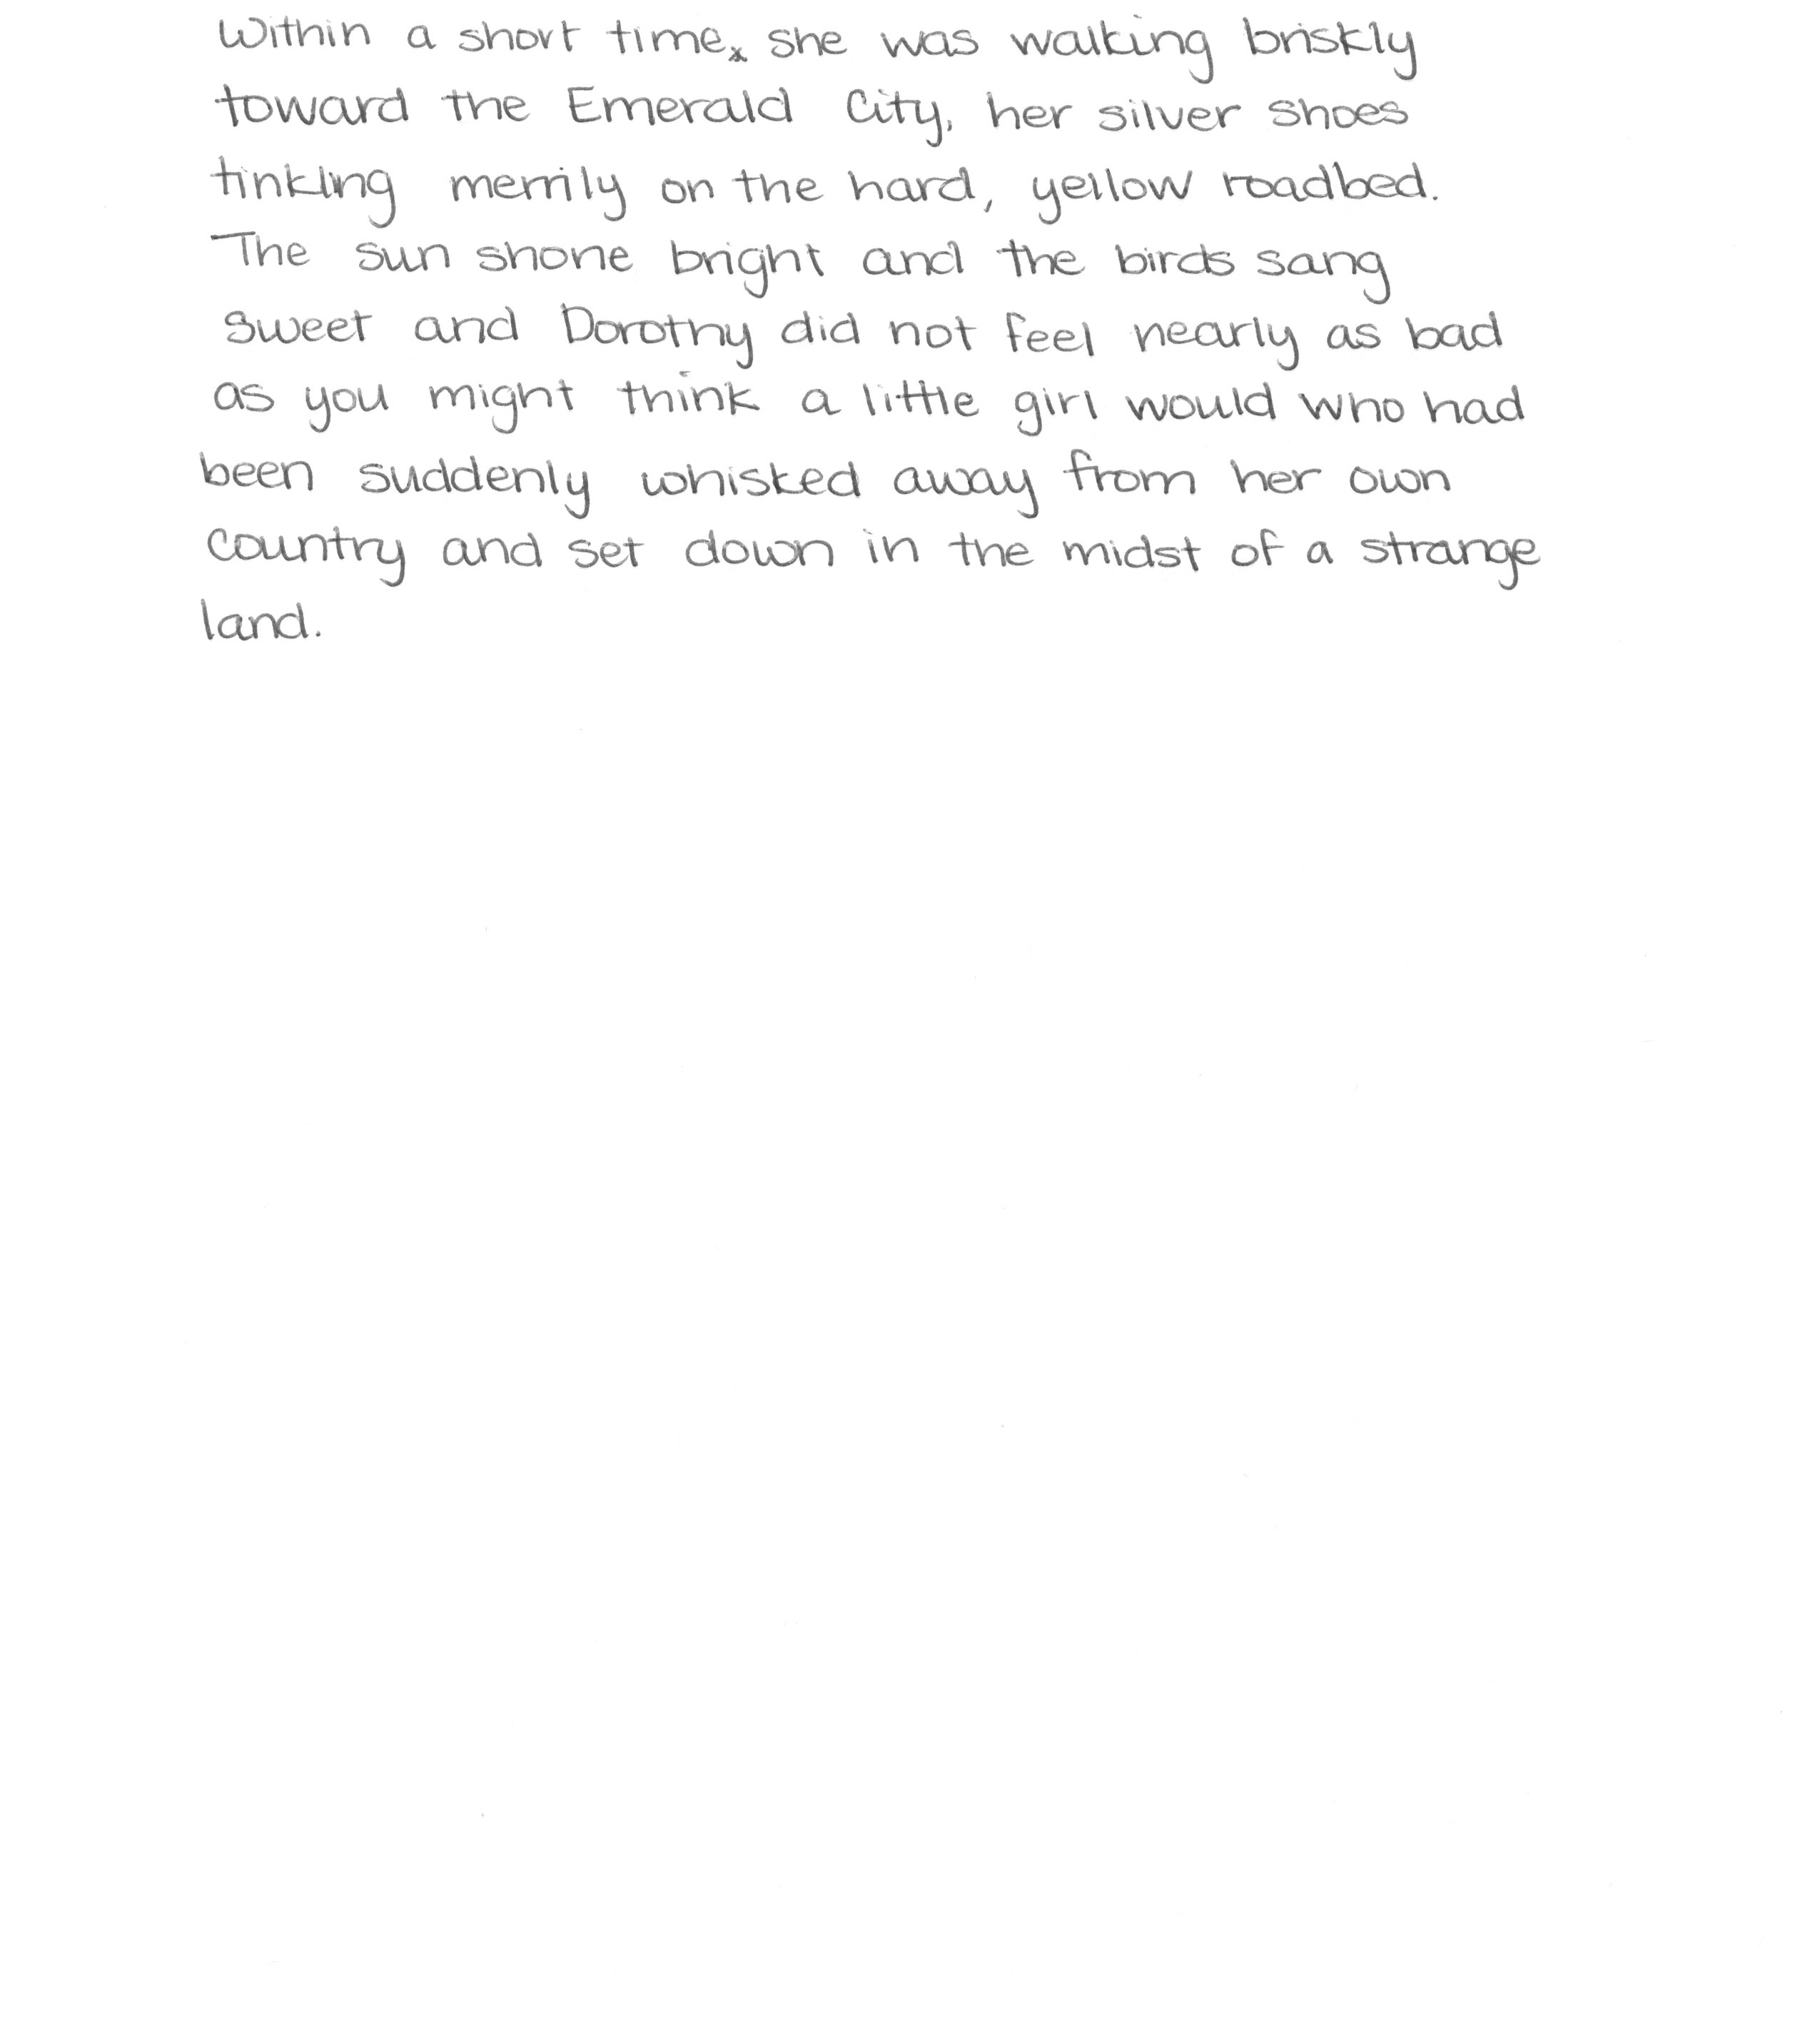 Within a short time she was walking briskly
toward the Emerald City, her silver shoes
tinkling merrily on the hard, yellow roadbed.
The sun shone bright and the birds sang
sweet and Dorothy did not feel nearly as bad
as you might think a little girl would who had
been suddenly whisked away from her own
country and set down in the midst of a strange
land.